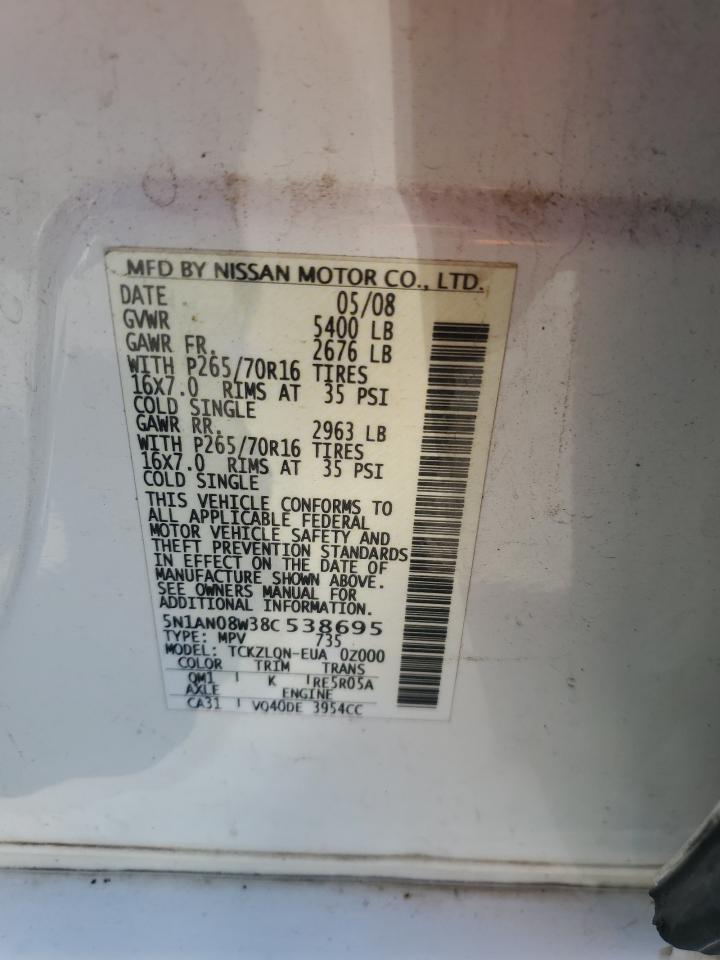 MFD BY NISSAN MOTOR CO., LTD.
DATE 05/08
GVWR 5400 LB
GAWR FR. 2676 LB
WITH P265/70R16 TIRES
16X7.0 RIMS AT 35 PSI
COLD SINGLE
GAWR RR. 2963 LB
WITH P265/70R16 TIRES
16X7.0 RIMS AT 35 PSI
COLD SINGLE
THIS VEHICLE CONFORMS TO
ALL APPLICABLE FEDERAL
MOTOR VEHICLE SAFETY AND
THEFT PREVENTION STANDARDS
IN EFFECT ON THE DATE OF
MANUFACTURE SHOWN ABOVE.
SEE OWNERS MANUAL FOR
ADDITIONAL INFORMATION.
5N1AN08W38C538695
TYPE: MPV 735
MODEL: TCKZLQN-EUA 0Z000
COLOR TRIM TRANS
QM1 K RE5R05A
AXLE ENGINE
CA31 VQ40DE 3954CC